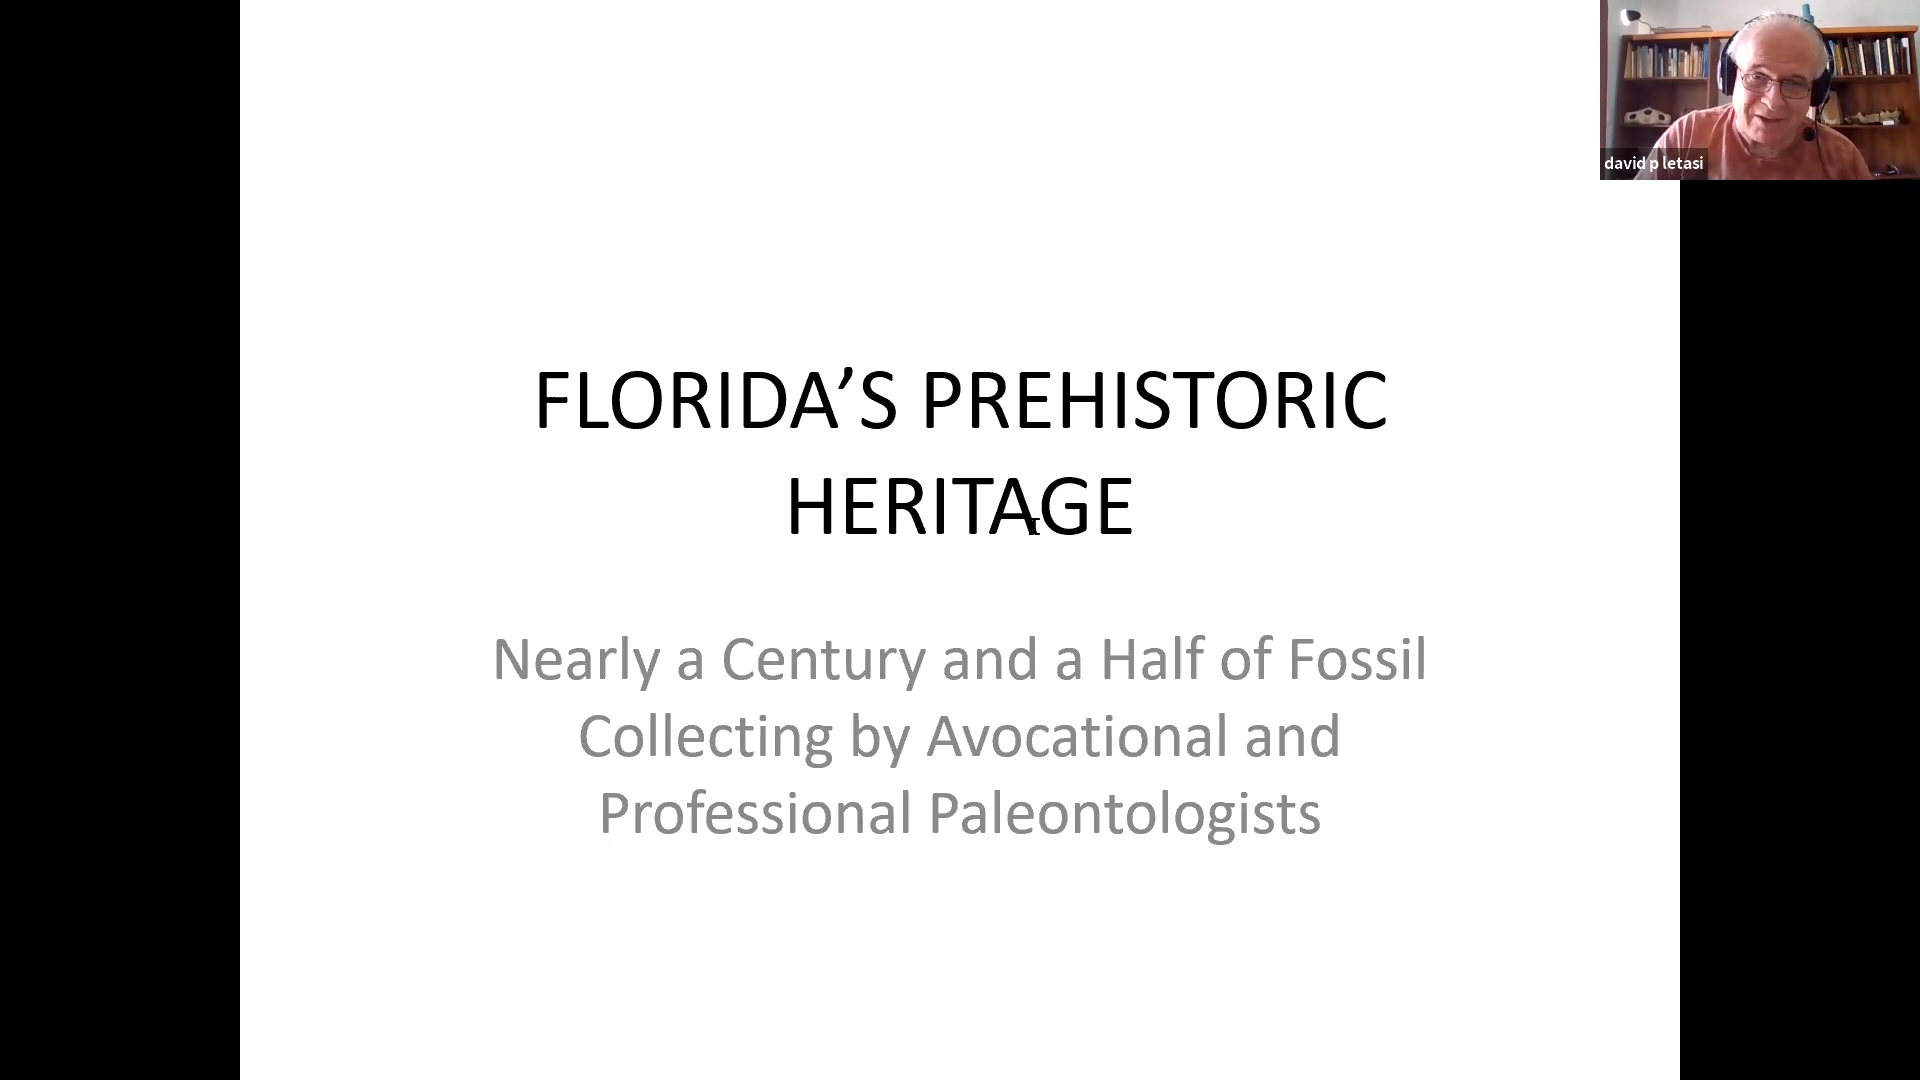 david p letasi
FLORIDA’S PREHISTORIC
HERITAGE
Nearly a Century and a Half of Fossil
Collecting by Avocational and
Professional Paleontologists